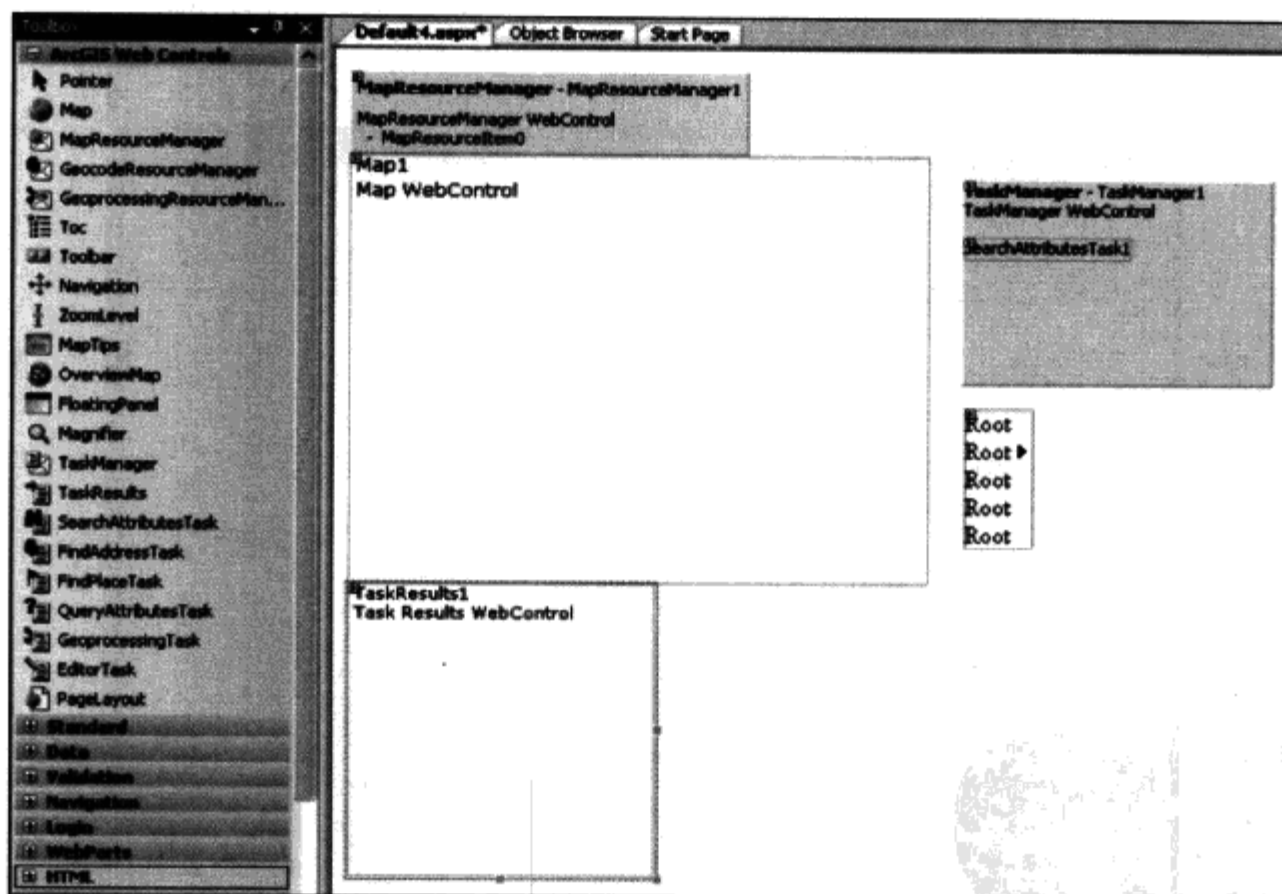 Toolbox
ArcGIS Web Controls
Pointer
Map
MapResourceManager
GeocodeResourceManager
GeoprocessingResourceMan...
Toc
Toolbar
Navigation
ZoomLevel
MapTips
OverviewMap
FloatingPanel
Magnifier
TaskManager
TaskResults
SearchAttributesTask
FindAddressTask
FindPlaceTask
QueryAttributesTask
GeoprocessingTask
EditorTask
PageLayout
Standard
Data
Validation
Navigation
Login
WebParts
HTML
Default4.aspx* Object Browser Start Page
MapResourceManager - MapResourceManager1
MapResourceManager WebControl
- MapResourceItem0
Map1
Map WebControl
TaskResults1
Task Results WebControl
TaskManager - TaskManager1
TaskManager WebControl
SearchAttributesTask1
Root
Root
Root
Root
Root